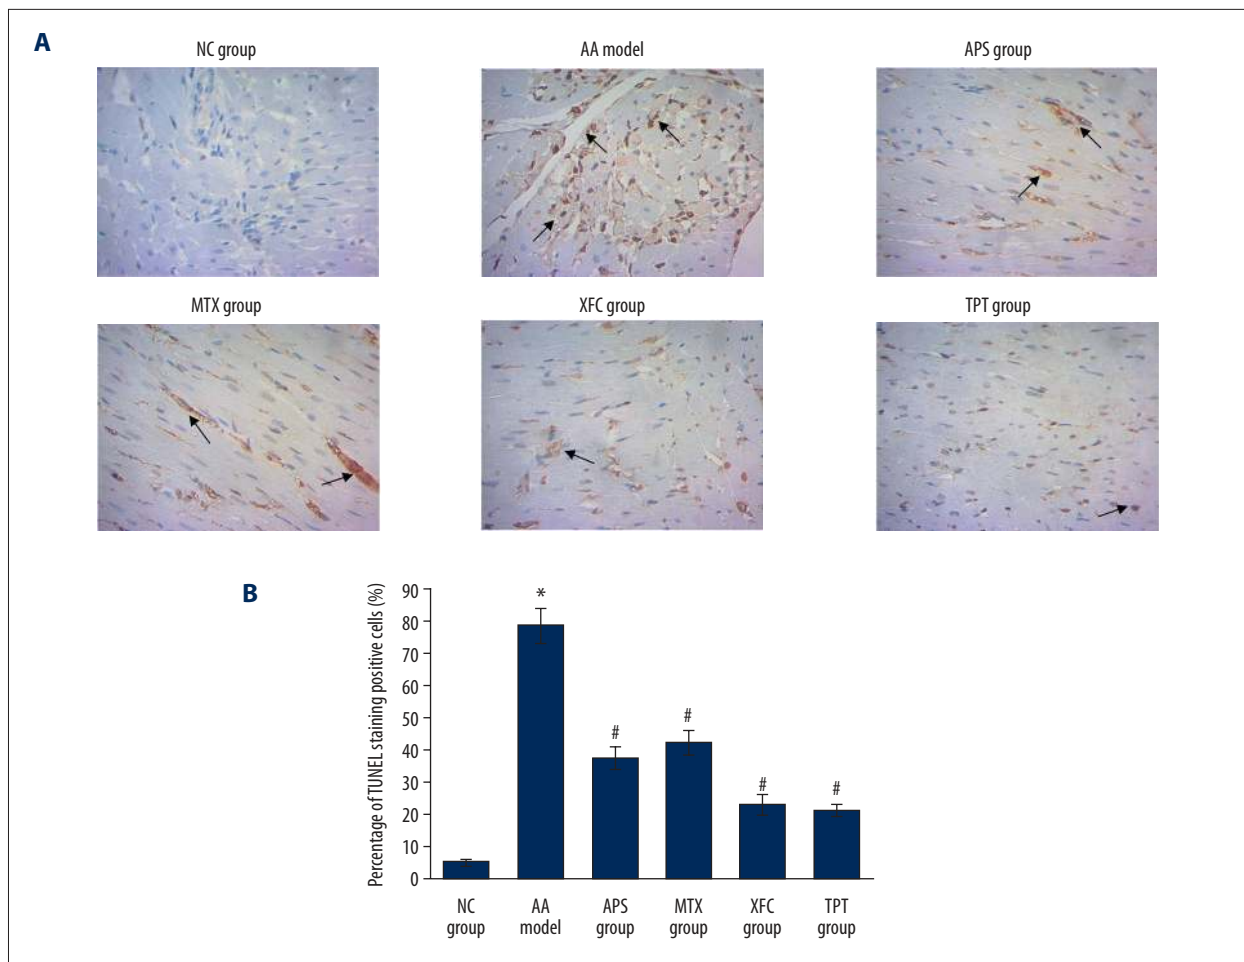 A
NC group
AA model
APS group
MTX group
XFC group
TPT group
B
Percentage of TUNEL staining positive cells (%)
90
80
70
60
50
40
30
20
10
0
*
#
#
#
#
NC group
AA model
APS group
MTX group
XFC group
TPT group